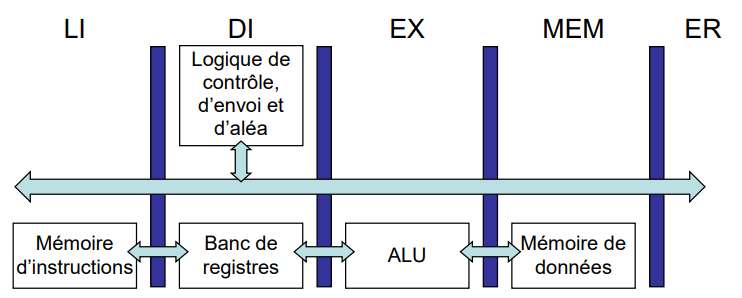 LI DI EX MEM ER
Logique de
contrôle,
d’envoi et
d’aléa
Mémoire
d’instructions
Banc de
registres
ALU
Mémoire de
données